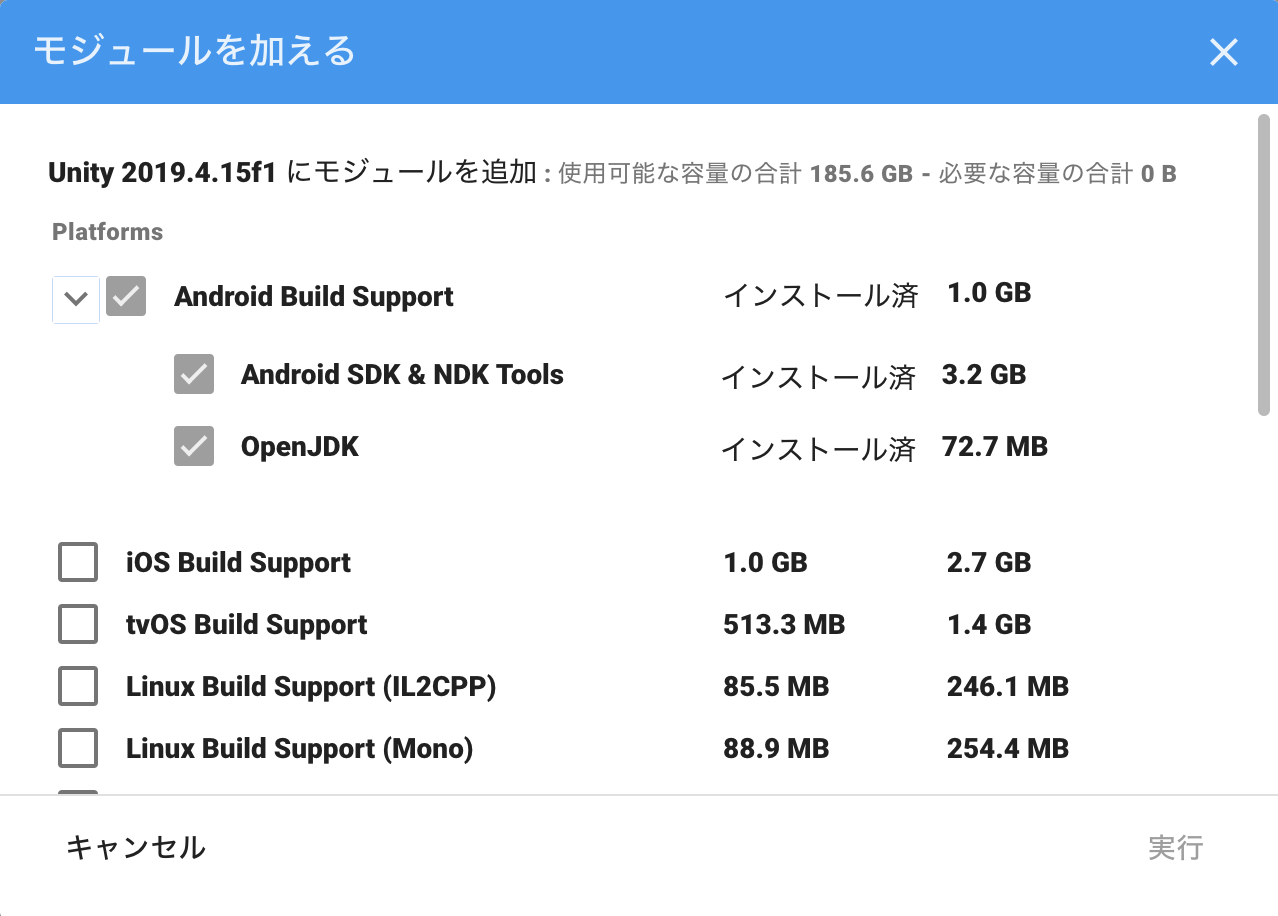 モジュールを加える
Unity 2019.4.15f1 にモジュールを追加 : 使用可能な容量の合計 185.6 GB - 必要な容量の合計 0 B
Platforms
Android Build Support インストール済 1.0 GB
Android SDK & NDK Tools インストール済 3.2 GB
OpenJDK インストール済 72.7 MB
iOS Build Support 1.0 GB 2.7 GB
tvOS Build Support 513.3 MB 1.4 GB
Linux Build Support (IL2CPP) 85.5 MB 246.1 MB
Linux Build Support (Mono) 88.9 MB 254.4 MB
キャンセル 実行